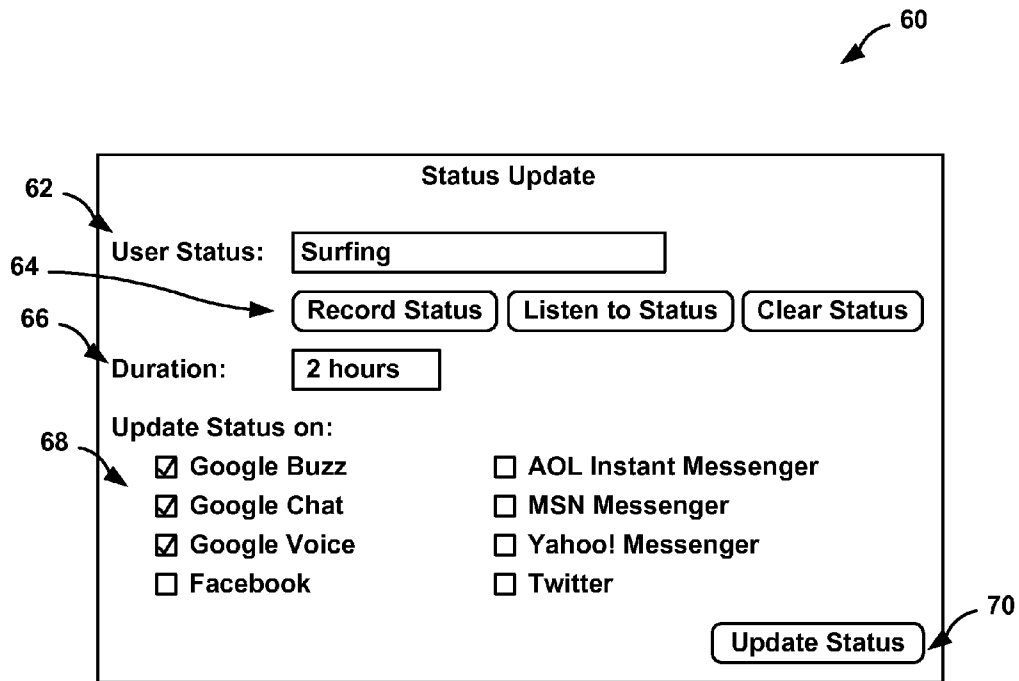 60
Status Update
62
User Status: Surfing
64
Record Status Listen to Status Clear Status
66
Duration: 2 hours
Update Status on:
68
Google Buzz AOL Instant Messenger
Google Chat MSN Messenger
Google Voice Yahoo! Messenger
Facebook Twitter
70
Update Status